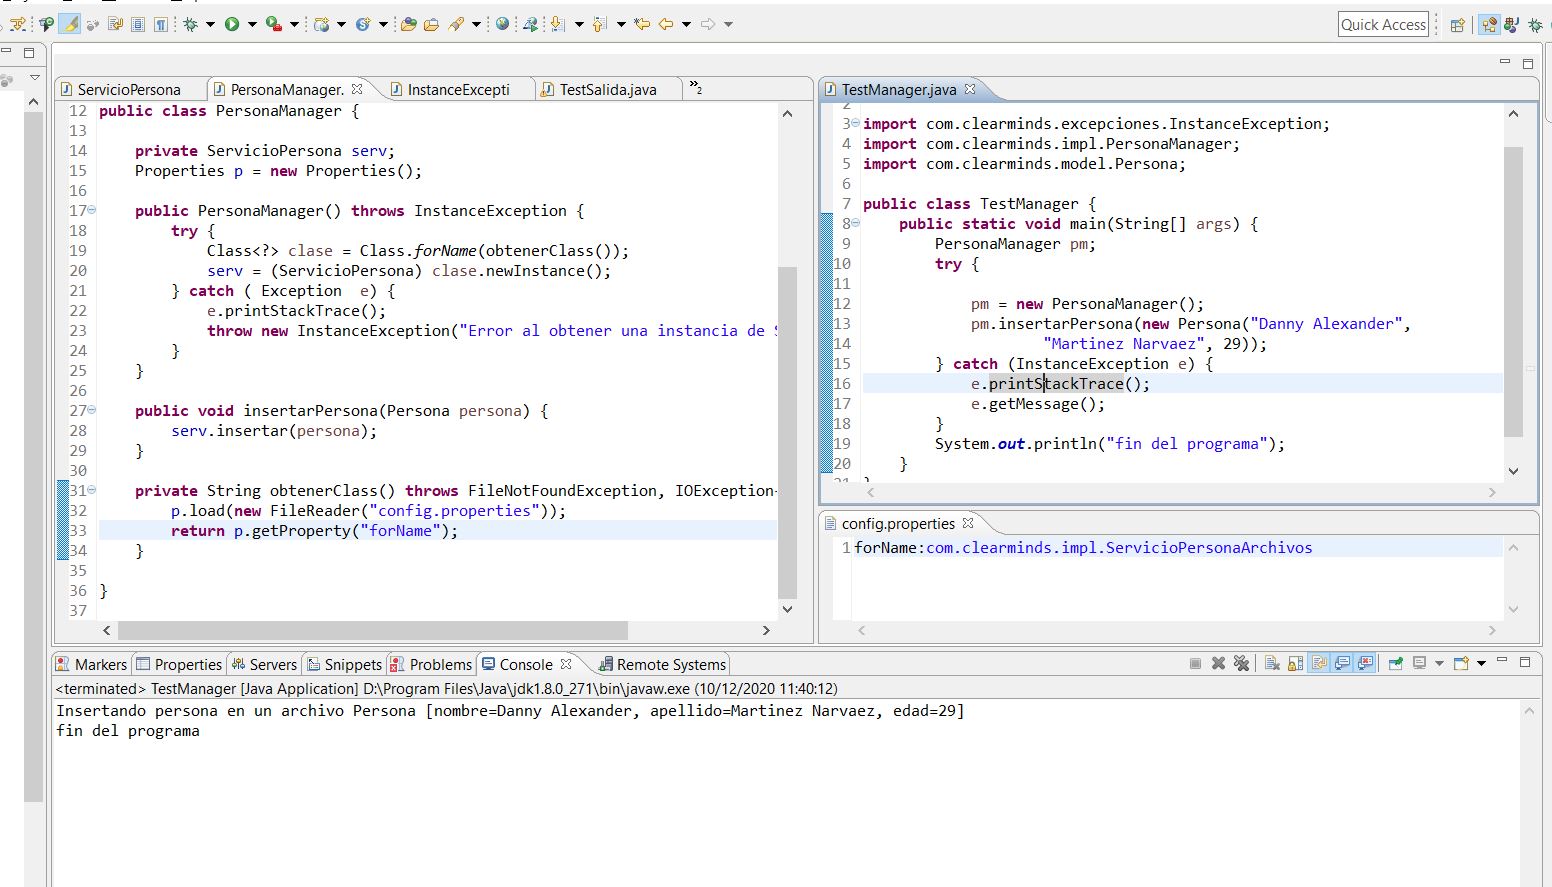 Quick Access
ServicioPersona
PersonaManager.
InstanceExcepti
TestSalida.java
»2
12 public class PersonaManager {
13
14 private ServicioPersona serv;
15 Properties p = new Properties();
16
17 public PersonaManager() throws InstanceException {
18 try {
19 Class<?> clase = Class.forName(obtenerClass());
20 serv = (ServicioPersona) clase.newInstance();
21 } catch ( Exception  e) {
22 e.printStackTrace();
23 throw new InstanceException("Error al obtener una instancia de
24 }
25 }
26
27 public void insertarPersona(Persona persona) {
28 serv.insertar(persona);
29 }
30
31 private String obtenerClass() throws FileNotFoundException, IOException
32 p.load(new FileReader("config.properties"));
33 return p.getProperty("forName");
34 }
35
36 }
37
TestManager.java
2
3 import com.clearminds.excepciones.InstanceException;
4 import com.clearminds.impl.PersonaManager;
5 import com.clearminds.model.Persona;
6
7 public class TestManager {
8 public static void main(String[] args) {
9 PersonaManager pm;
10 try {
11
12 pm = new PersonaManager();
13 pm.insertarPersona(new Persona("Danny Alexander",
14 "Martinez Narvaez", 29));
15 } catch (InstanceException e) {
16 e.printStackTrace();
17 e.getMessage();
18 }
19 System.out.println("fin del programa");
20 }
21 }
config.properties
1 forName:com.clearminds.impl.ServicioPersonaArchivos
Markers
Properties
Servers
Snippets
Problems
Console
Remote Systems
<terminated> TestManager [Java Application] D:\Program Files\Java\jdk1.8.0_271\bin\javaw.exe (10/12/2020 11:40:12)
Insertando persona en un archivo Persona [nombre=Danny Alexander, apellido=Martinez Narvaez, edad=29]
fin del programa